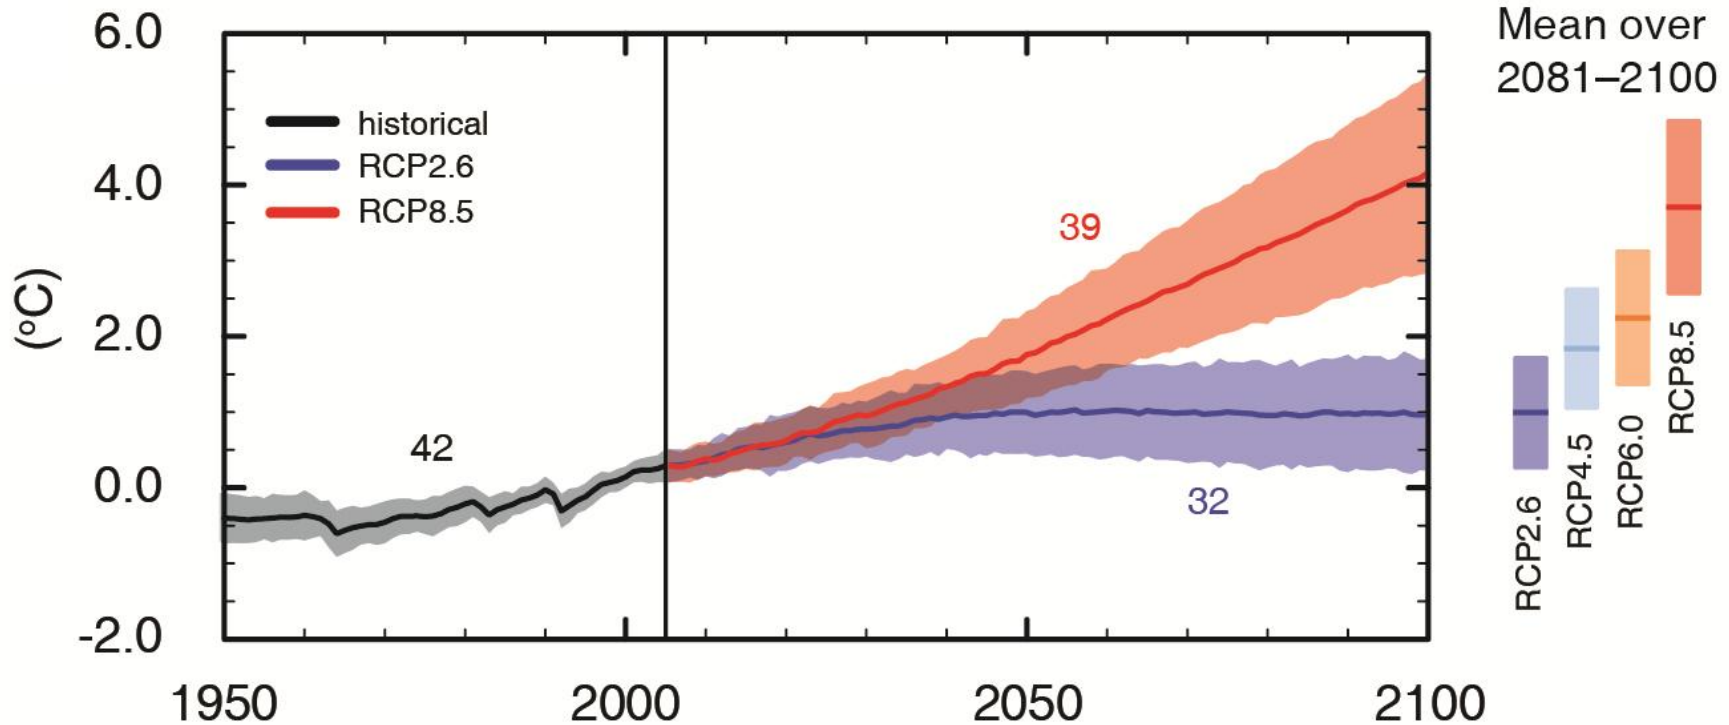 6.0
4.0
2.0
0.0
-2.0
(°C)
1950
2000
2050
2100
historical
RCP2.6
RCP8.5
42
39
32
Mean over
2081–2100
RCP2.6
RCP4.5
RCP6.0
RCP8.5